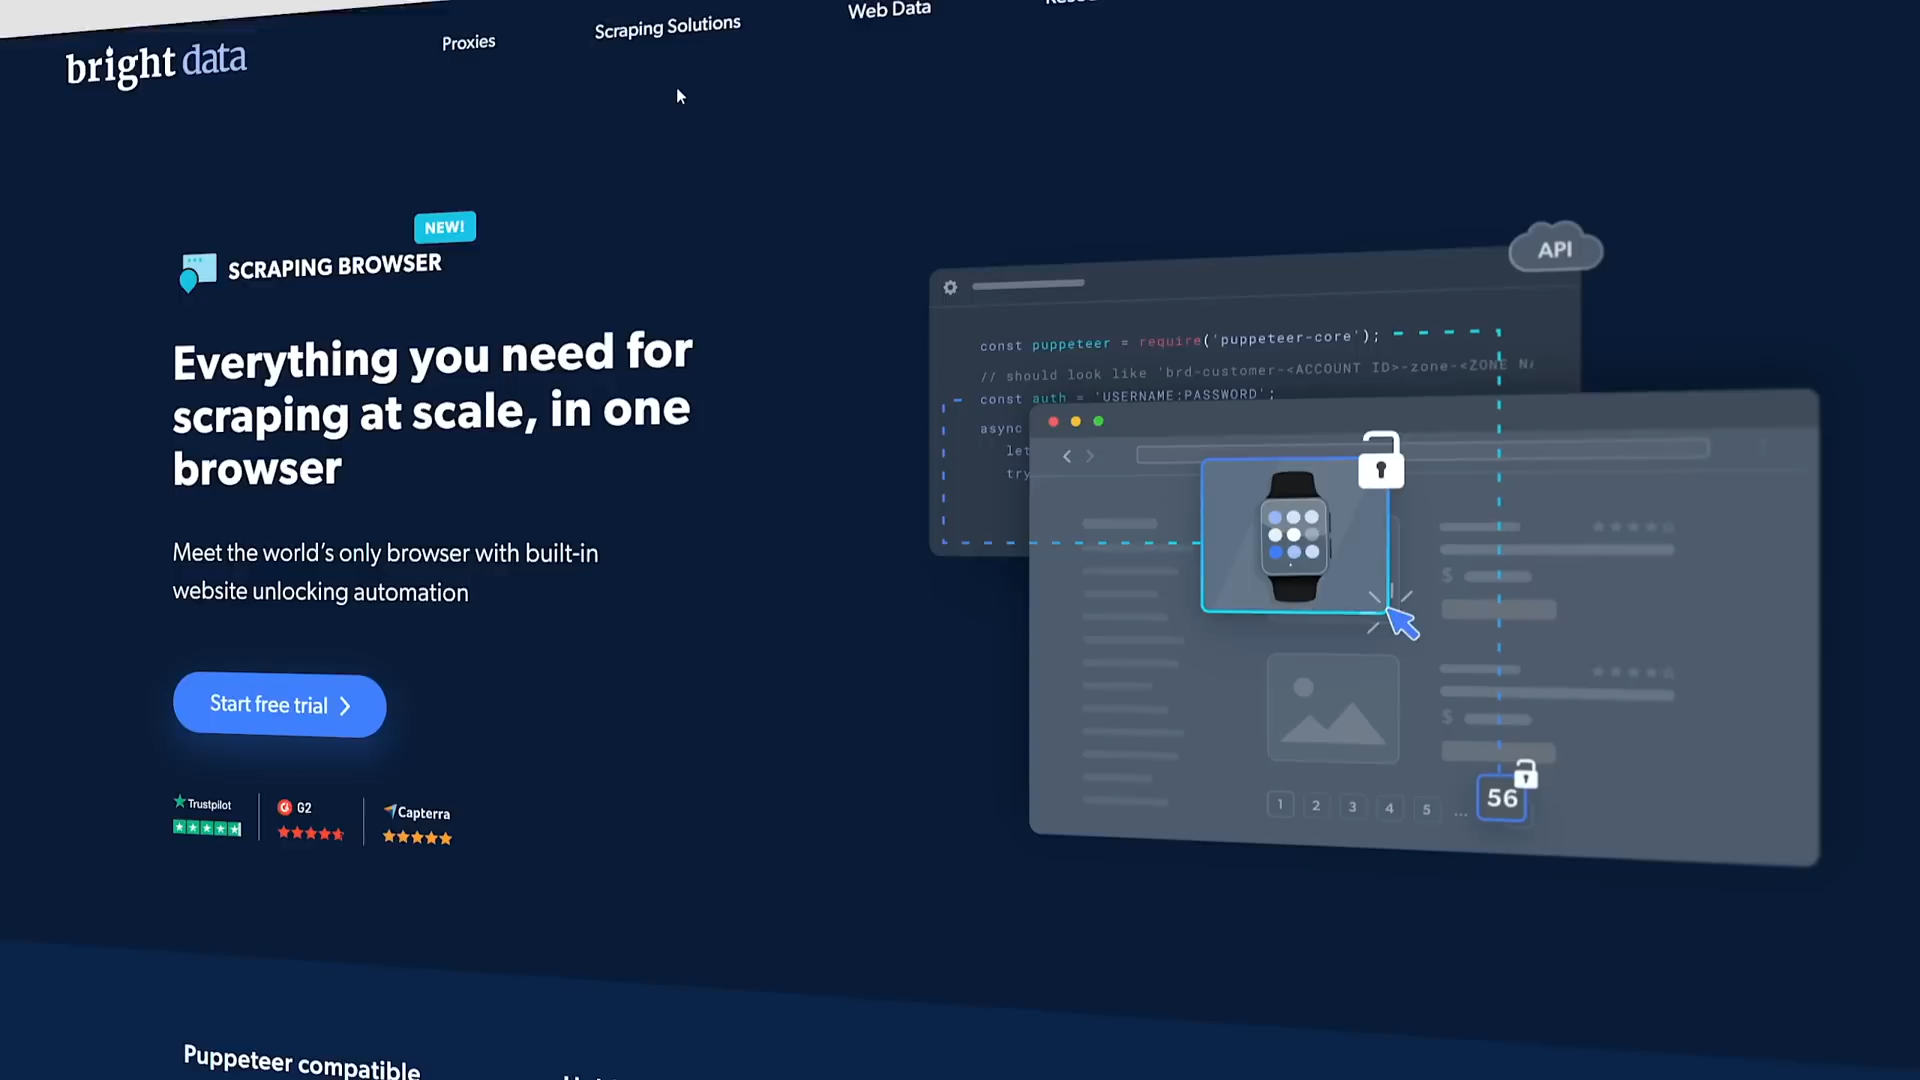 bright data
Proxies
Scraping Solutions
Web Data
NEW!
SCRAPING BROWSER
Everything you need for
scraping at scale, in one
browser
Meet the world's only browser with built-in
website unlocking automation
Start free trial
Trustpilot
G2
Capterra
API
const puppeteer = require('puppeteer-core');
// should look like 'brd-customer-<ACCOUNT ID>-zone-<ZONE
const auth = 'USERNAME:PASSWORD';
async
let
try
$
$
1 2 3 4 5 ... 56
Puppeteer compatible